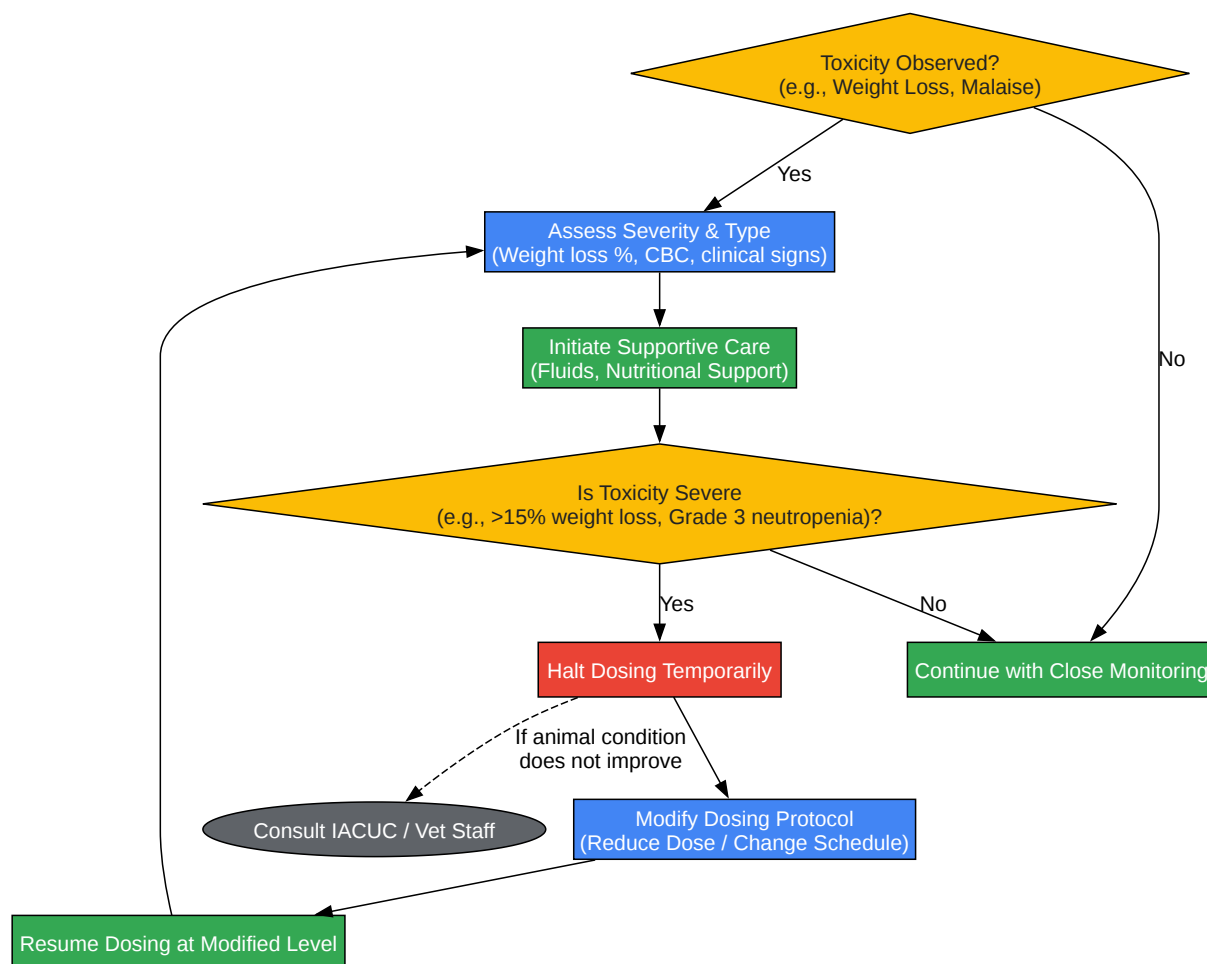 Toxicity Observed?
(e.g., Weight Loss, Malaise)
Yes
Assess Severity & Type
(Weight loss %, CBC, clinical signs)
Initiate Supportive Care
(Fluids, Nutritional Support)
No
Is Toxicity Severe
(e.g., >15% weight loss, Grade 3 neutropenia)?
Yes
No
Halt Dosing Temporarily
Continue with Close Monitoring
If animal condition
does not improve
Consult IACUC / Vet Staff
Modify Dosing Protocol
(Reduce Dose / Change Schedule)
Resume Dosing at Modified Level